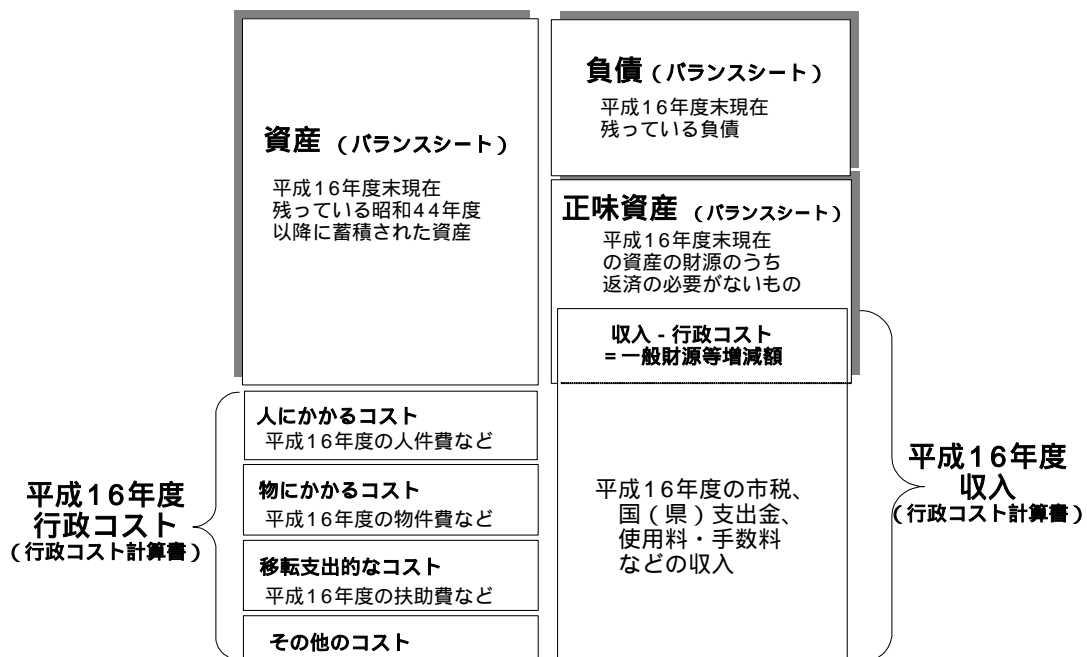 資産 (バランスシート)
平成16年度末現在
残っている昭和44年度
以降に蓄積された資産
負債(バランスシート)
平成16年度末現在
残っている負債
正味資産 (バランスシート)
平成16年度末現在
の資産の財源のうち
返済の必要がないもの
収入 - 行政コスト
= 一般財源等増減額
平成16年度
行政コスト
(行政コスト計算書)
人にかかるコスト
平成16年度の人件費など
物にかかるコスト
平成16年度の物件費など
移転支出的なコスト
平成16年度の扶助費など
その他のコスト
平成16年度の市税、
国(県)支出金、
使用料・手数料
などの収入
平成16年度
収入
(行政コスト計算書)